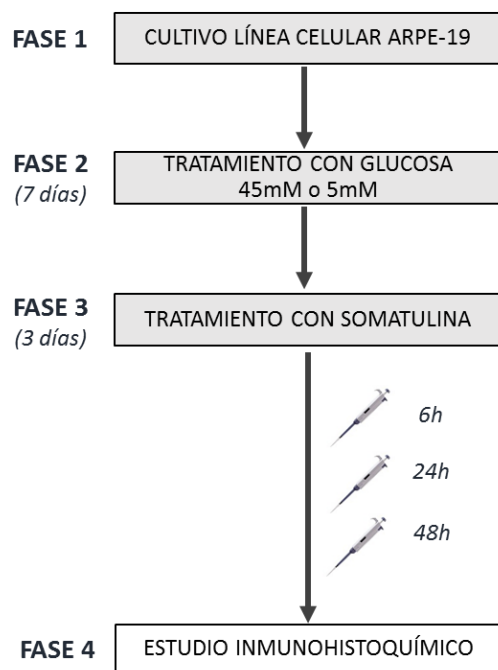 FASE 1
CULTIVO LÍNEA CELULAR ARPE-19
FASE 2
(7 días)
TRATAMIENTO CON GLUCOSA
45mM o 5mM
FASE 3
(3 días)
TRATAMIENTO CON SOMATULINA
6h
24h
48h
FASE 4
ESTUDIO INMUNOHISTOQUÍMICO